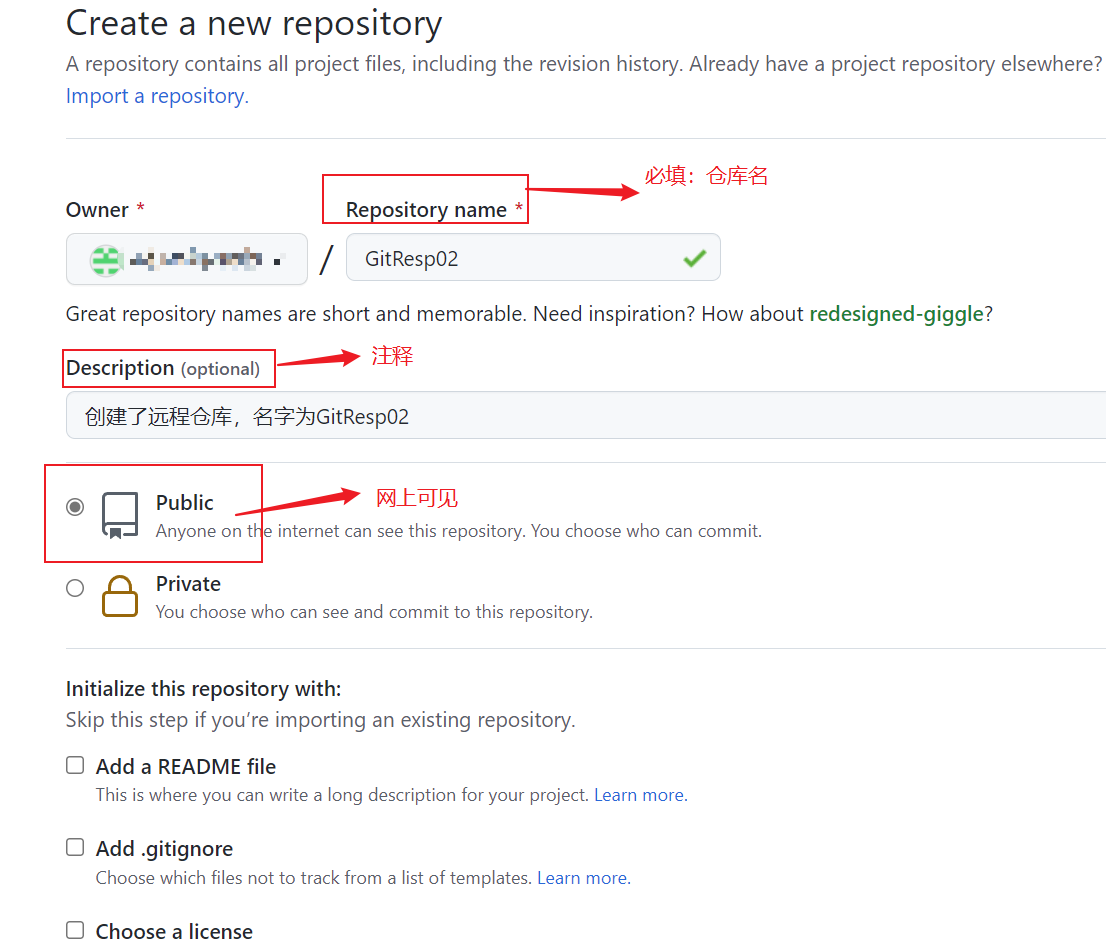 Create a new repository
A repository contains all project files, including the revision history. Already have a project repository elsewhere?
Import a repository.
必填：仓库名
Owner *
Repository name *
/
GitResp02
Great repository names are short and memorable. Need inspiration? How about redesigned-giggle?
Description (optional)
注释
创建了远程仓库，名字为GitResp02
Public
网上可见
Anyone on the internet can see this repository. You choose who can commit.
Private
You choose who can see and commit to this repository.
Initialize this repository with:
Skip this step if you’re importing an existing repository.
Add a README file
This is where you can write a long description for your project. Learn more.
Add .gitignore
Choose which files not to track from a list of templates. Learn more.
Choose a license